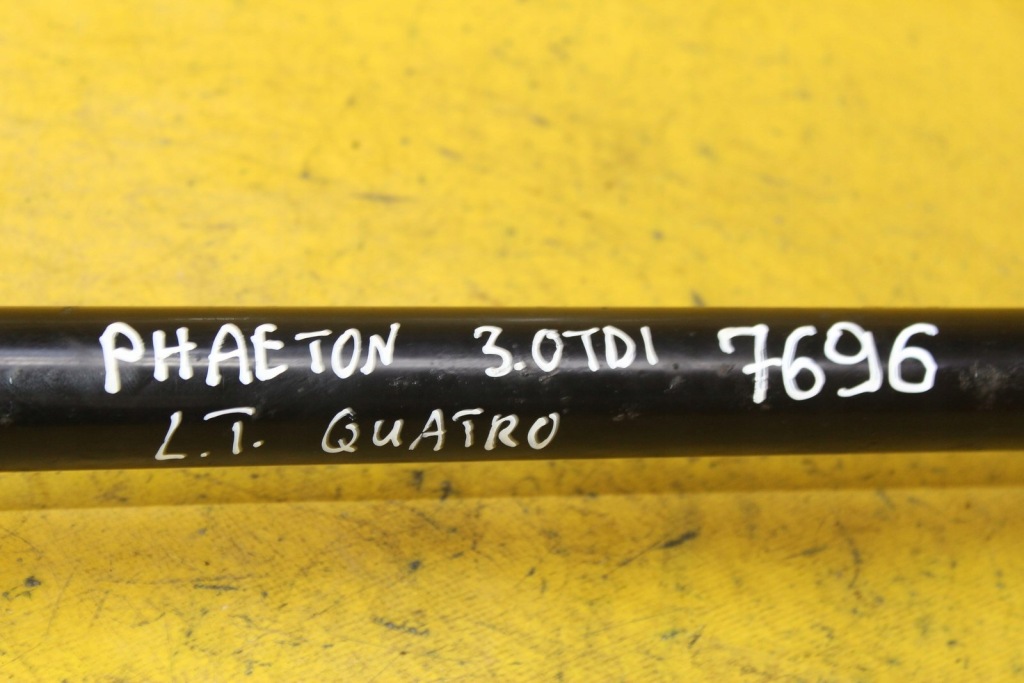 PHAETON 3.0TDI 7696
L.T. QUATRO